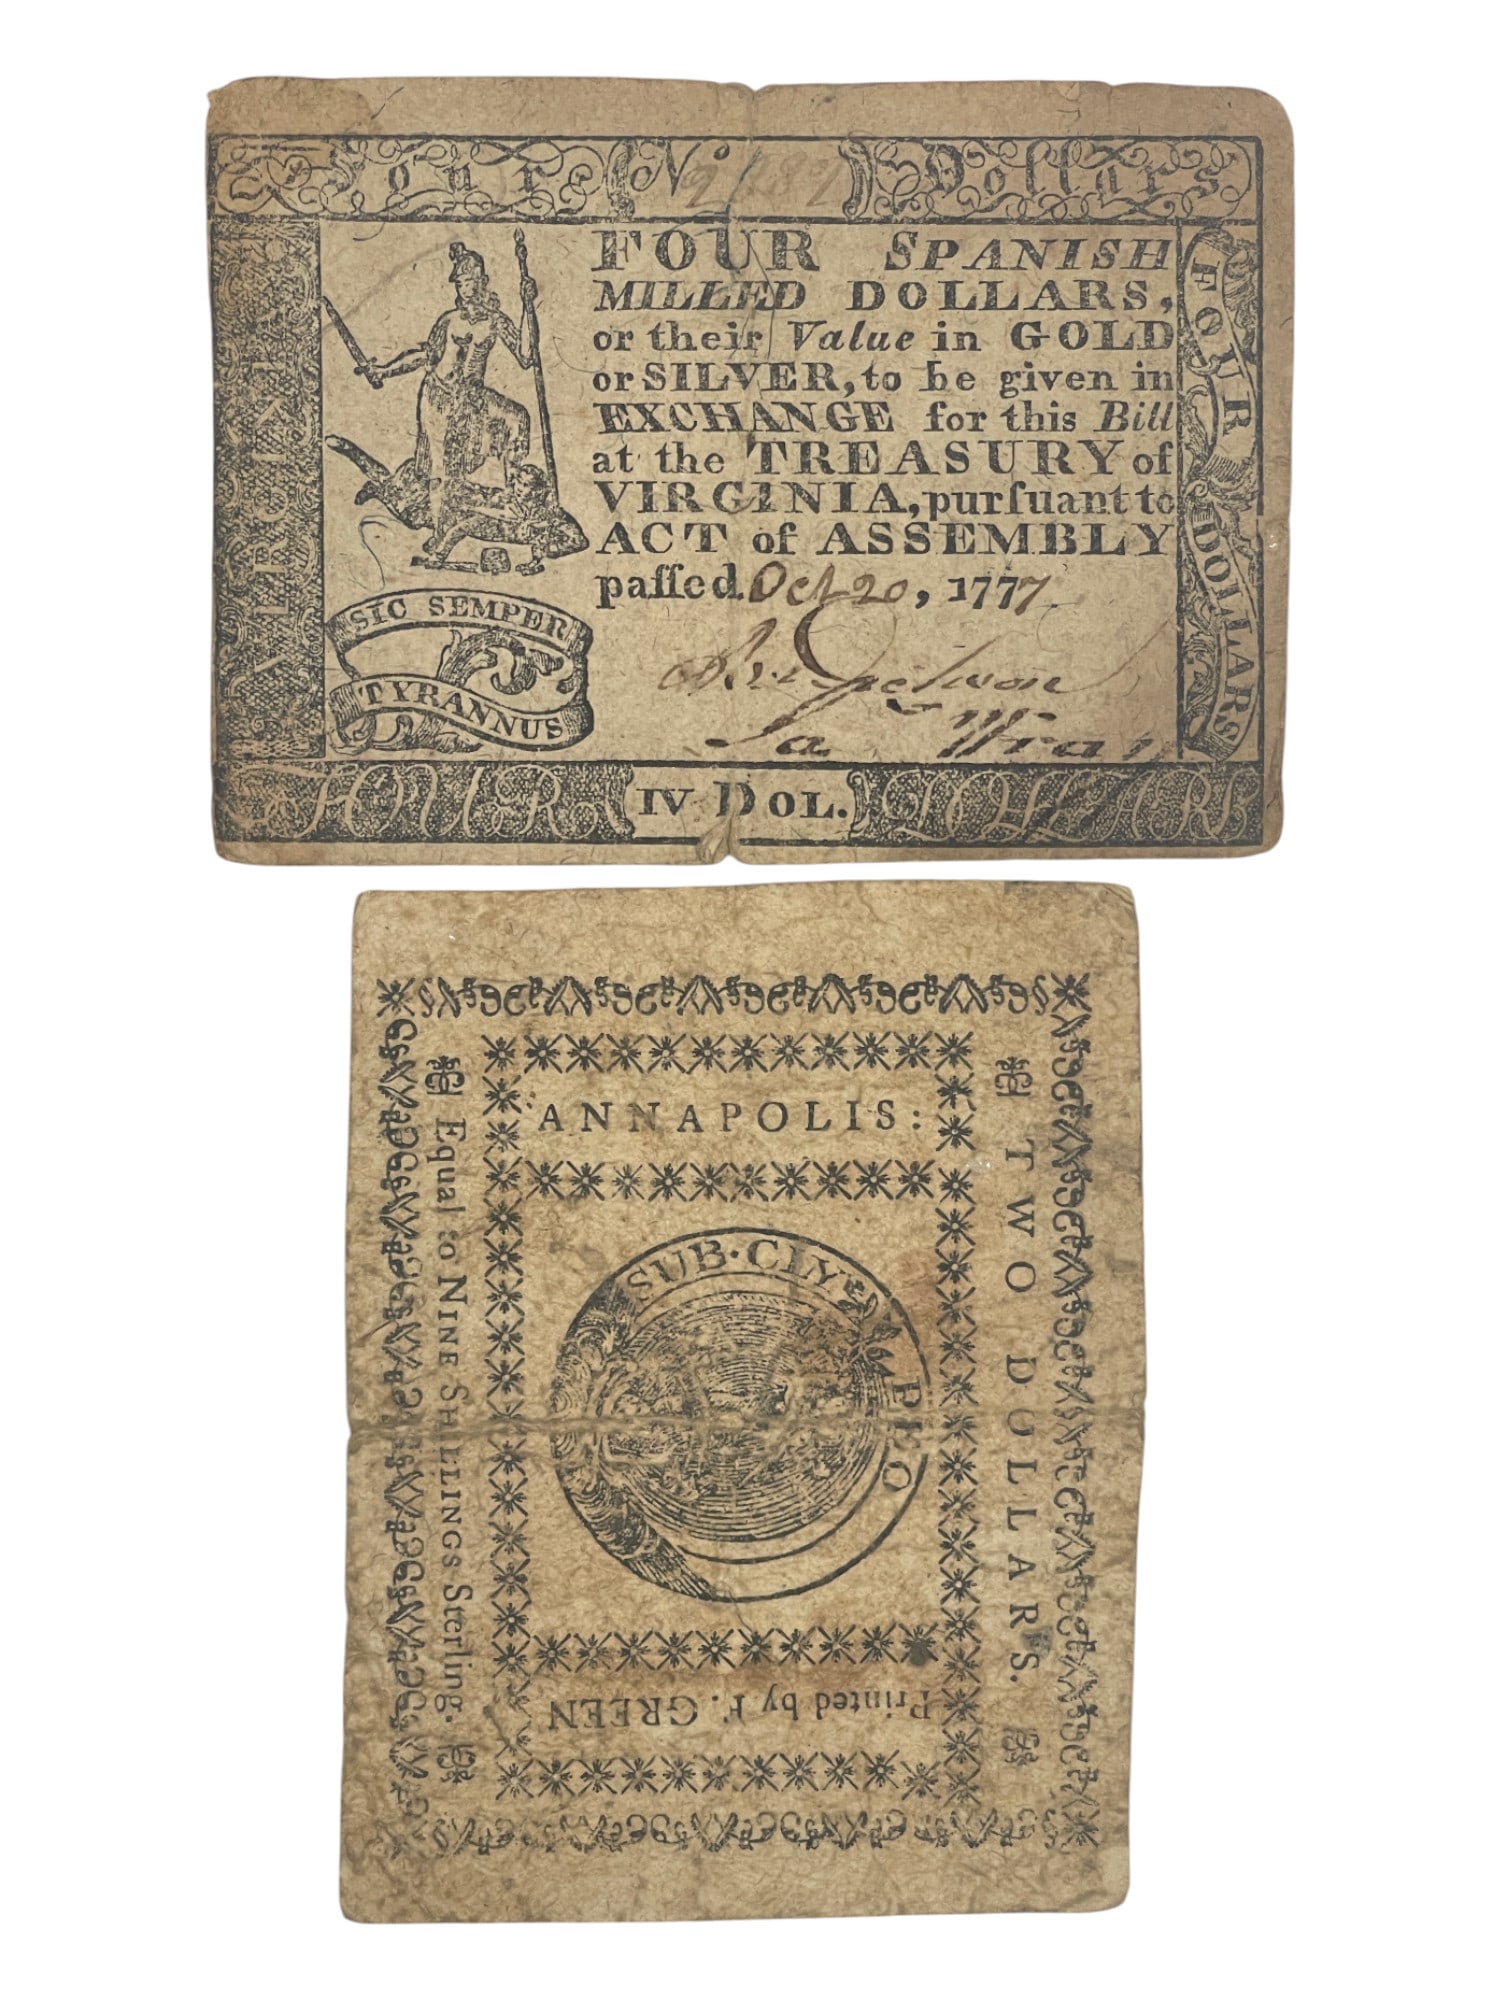 Four No Dollars
VIRGINIA
FOUR SPANISH
MILLED DOLLARS,
or their Value in GOLD
or SILVER, to be given in
EXCHANGE for this Bill
at the TREASURY of
VIRGINIA, purſuant to
ACT of ASSEMBLY
paſſed Oct 20, 1777
FOUR DOLLARS
SIC SEMPER
TYRANNUS
FOUR IV DOL. DOLLARS
ANNAPOLIS:
TWO DOLLARS.
Equal to NINE SHILLINGS Sterling.
SUB·CLYPEO
Printed by F. GREEN